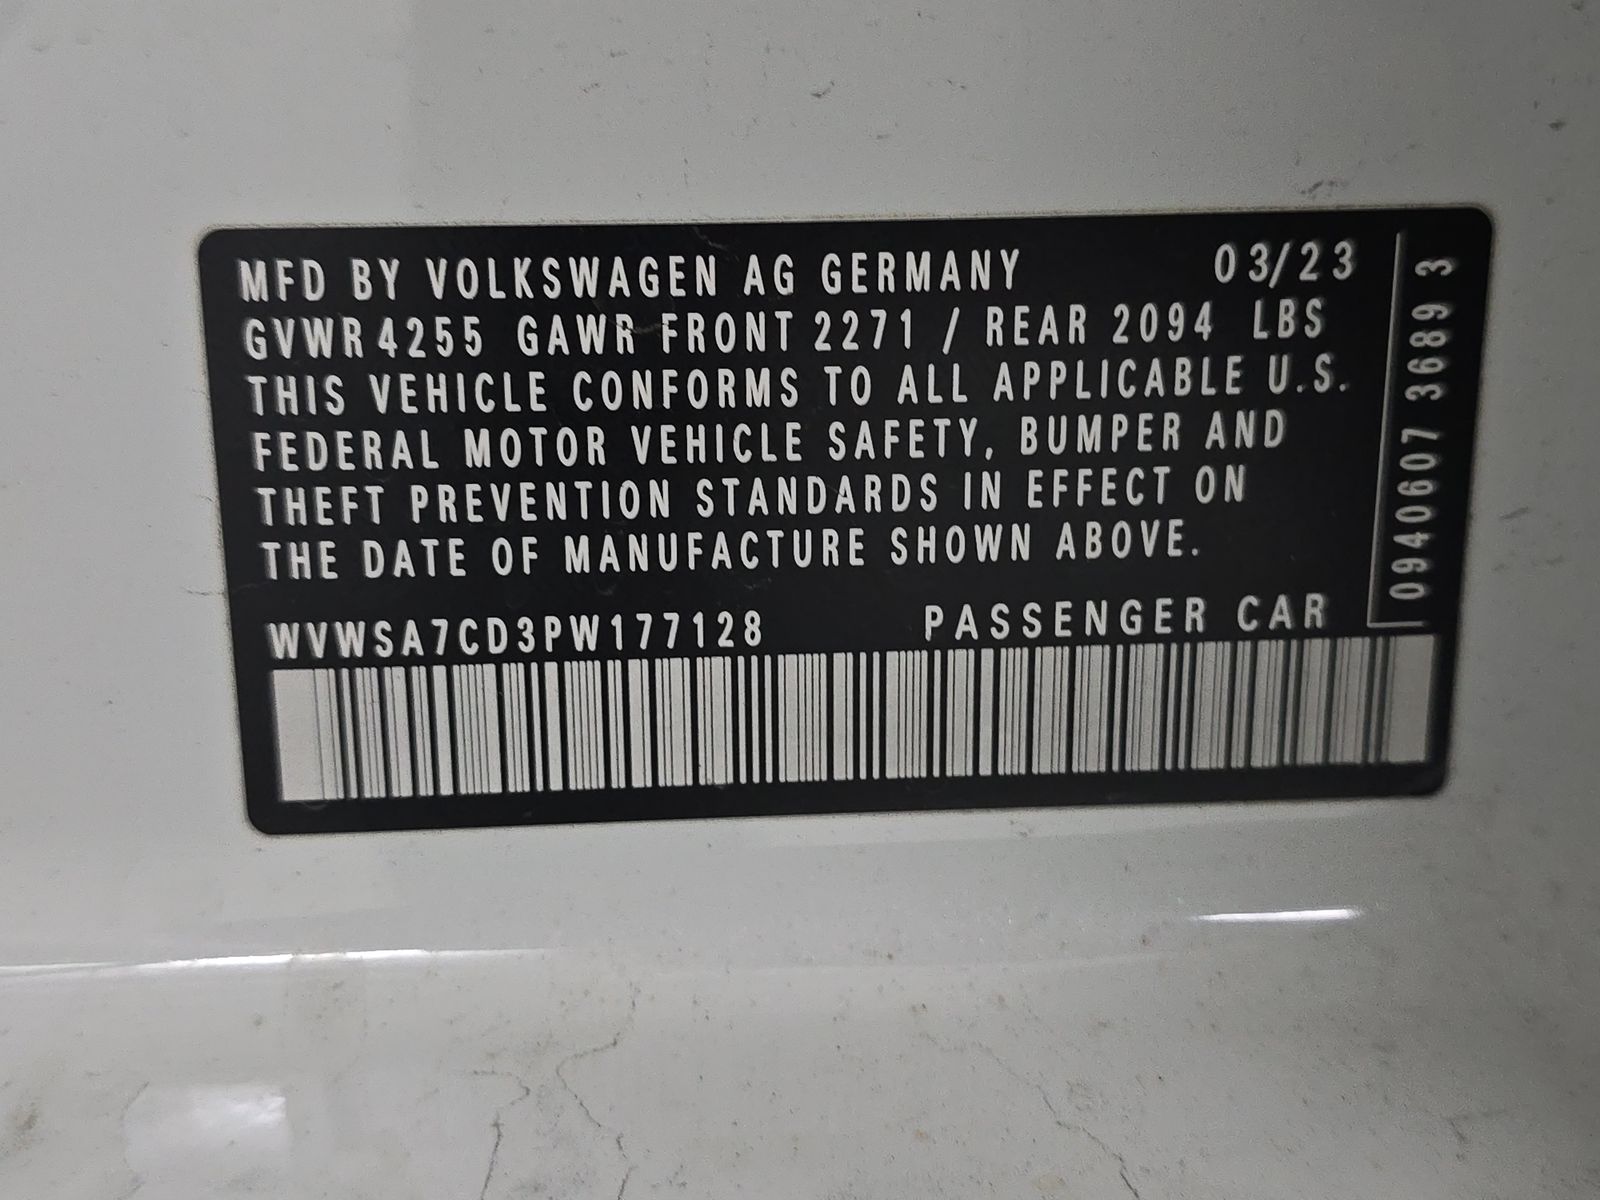 MFD BY VOLKSWAGEN AG GERMANY 03/23
GVWR 4255 GAWR FRONT 2271 / REAR 2094 LBS
THIS VEHICLE CONFORMS TO ALL APPLICABLE U.S.
FEDERAL MOTOR VEHICLE SAFETY, BUMPER AND
THEFT PREVENTION STANDARDS IN EFFECT ON
THE DATE OF MANUFACTURE SHOWN ABOVE.
WVWSA7CD3PW177128 PASSENGER CAR
0940607 3689 3